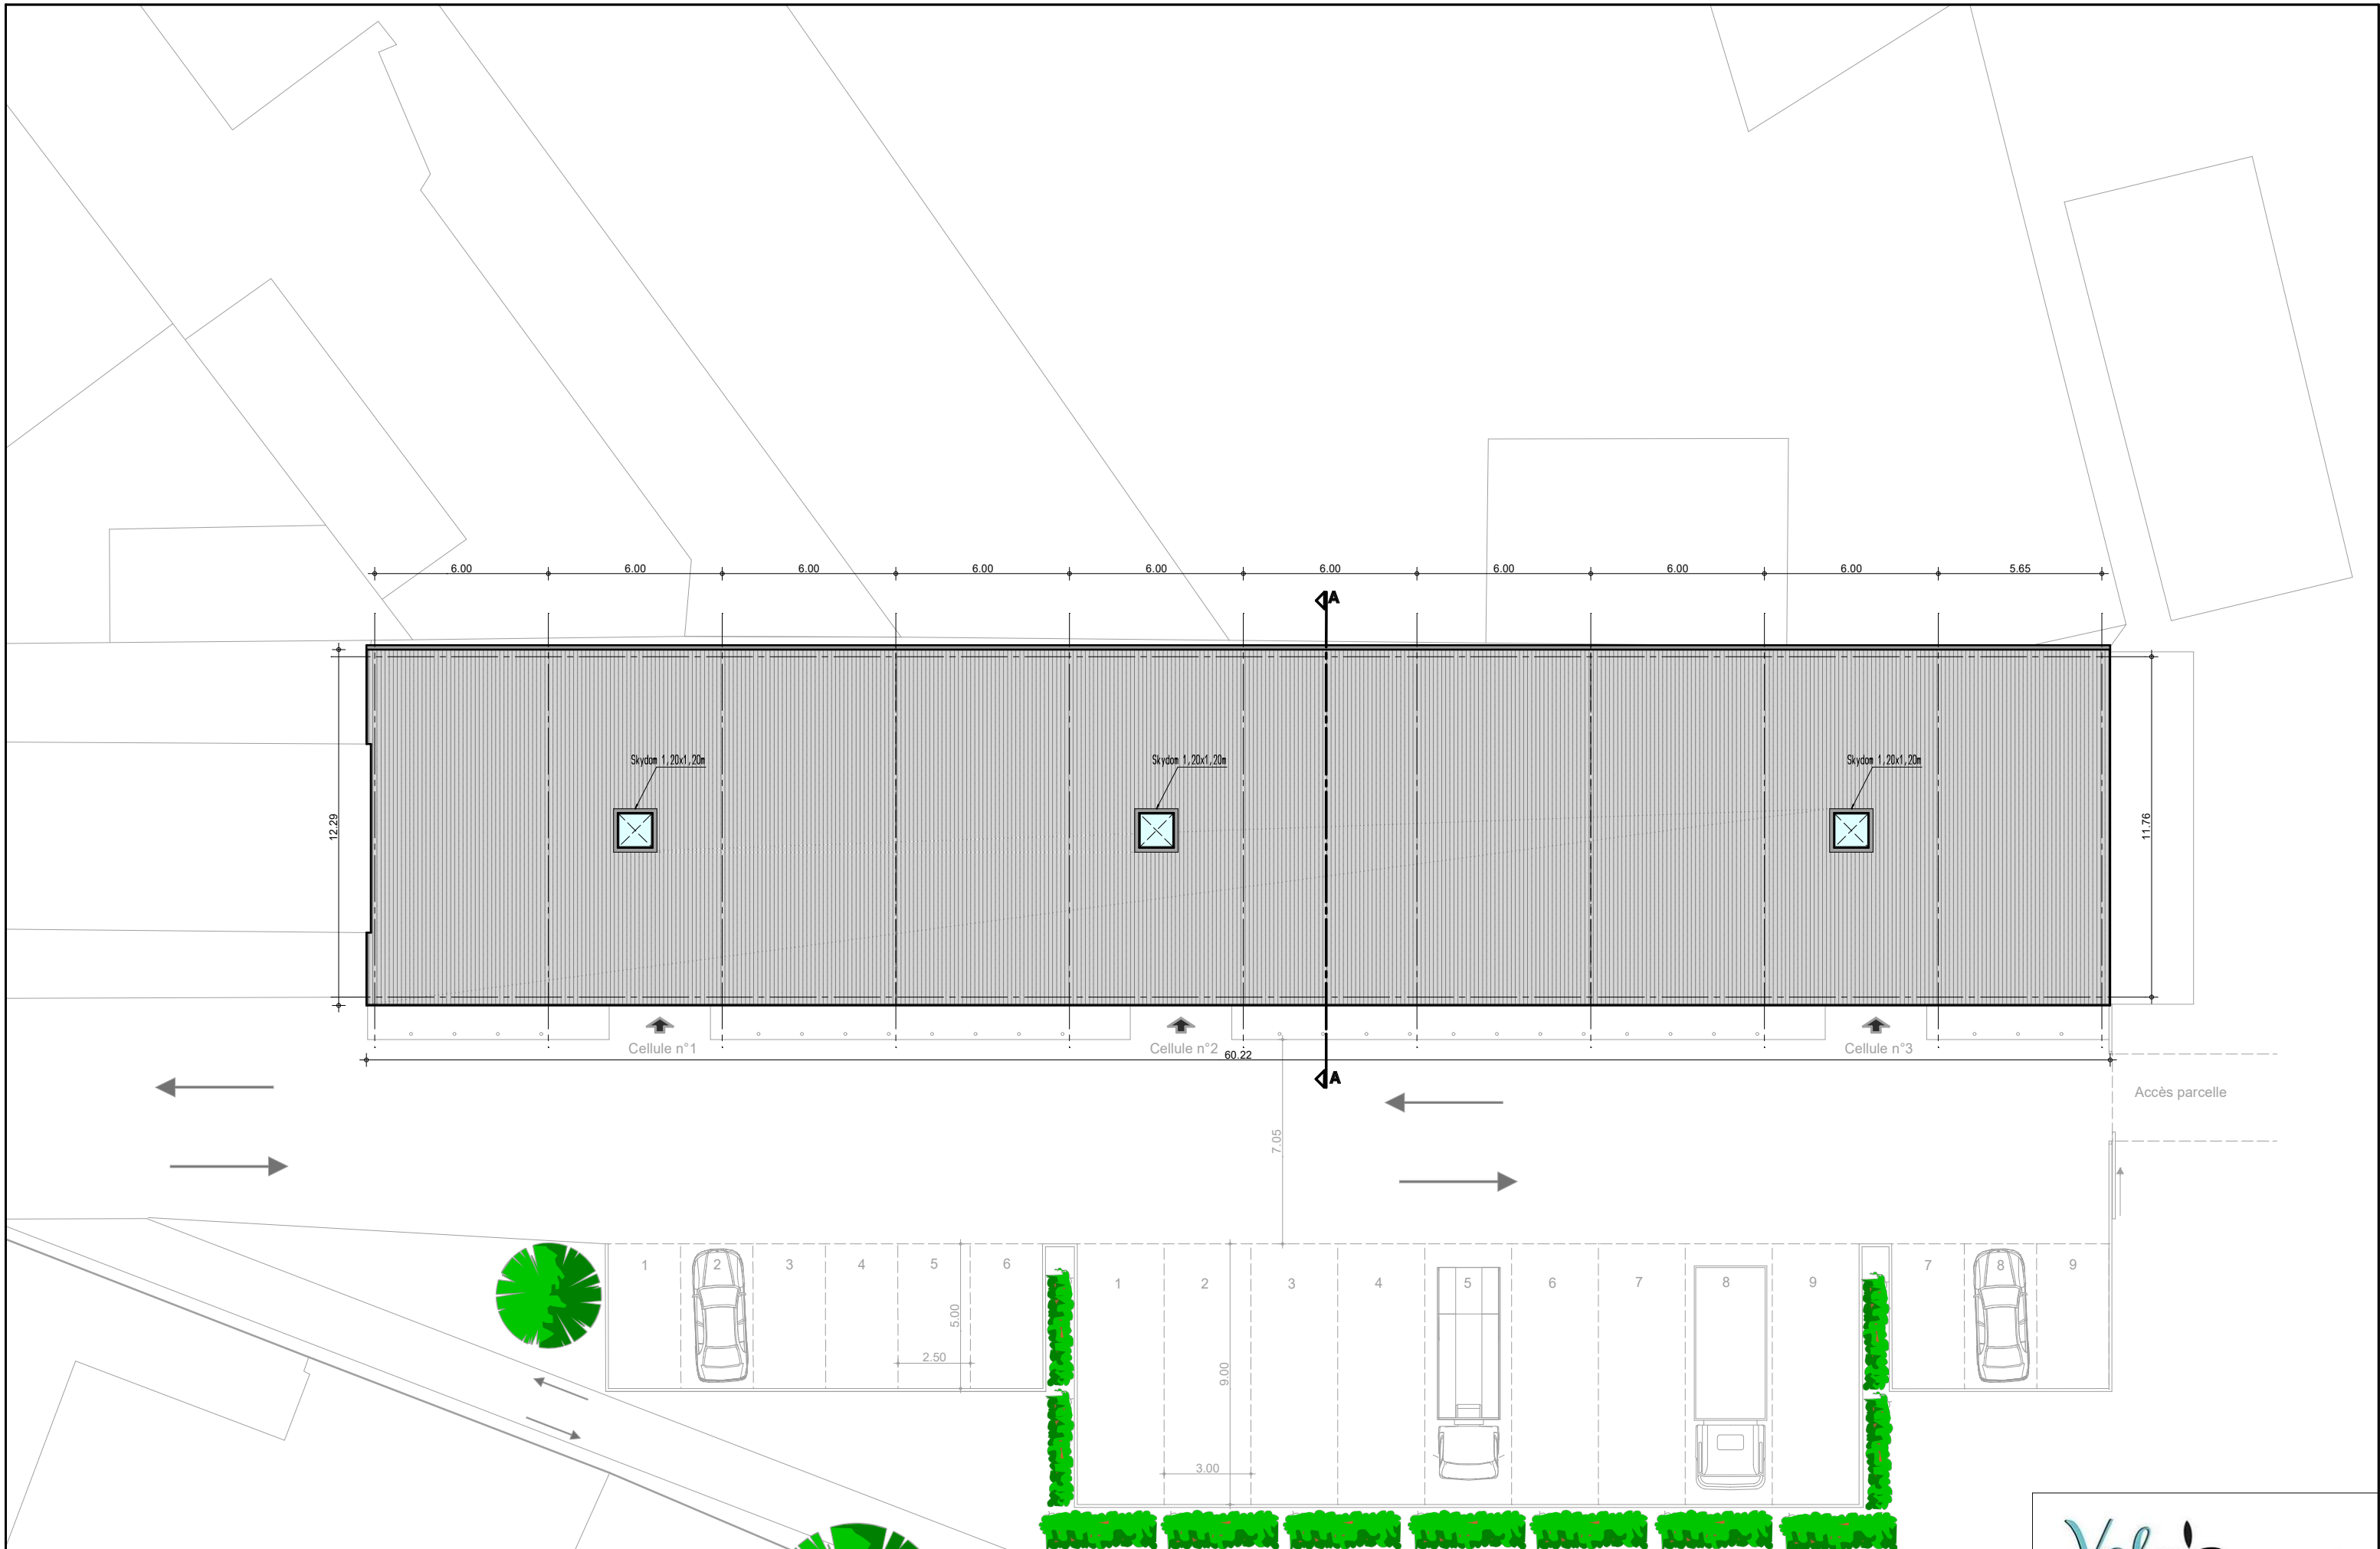 6.00 6.00 6.00 6.00 6.00 6.00 6.00 6.00 6.00 5.65
A
Skydom 1,20x1,20m Skydom 1,20x1,20m Skydom 1,20x1,20m
12.29
11.76
Cellule n°1 Cellule n°2 Cellule n°3
60.22
A
Accès parcelle
7.05
1 2 3 4 5 6
7 8 9
1 2 3 4 5 6 7 8 9
5.00
2.50
9.00
3.00